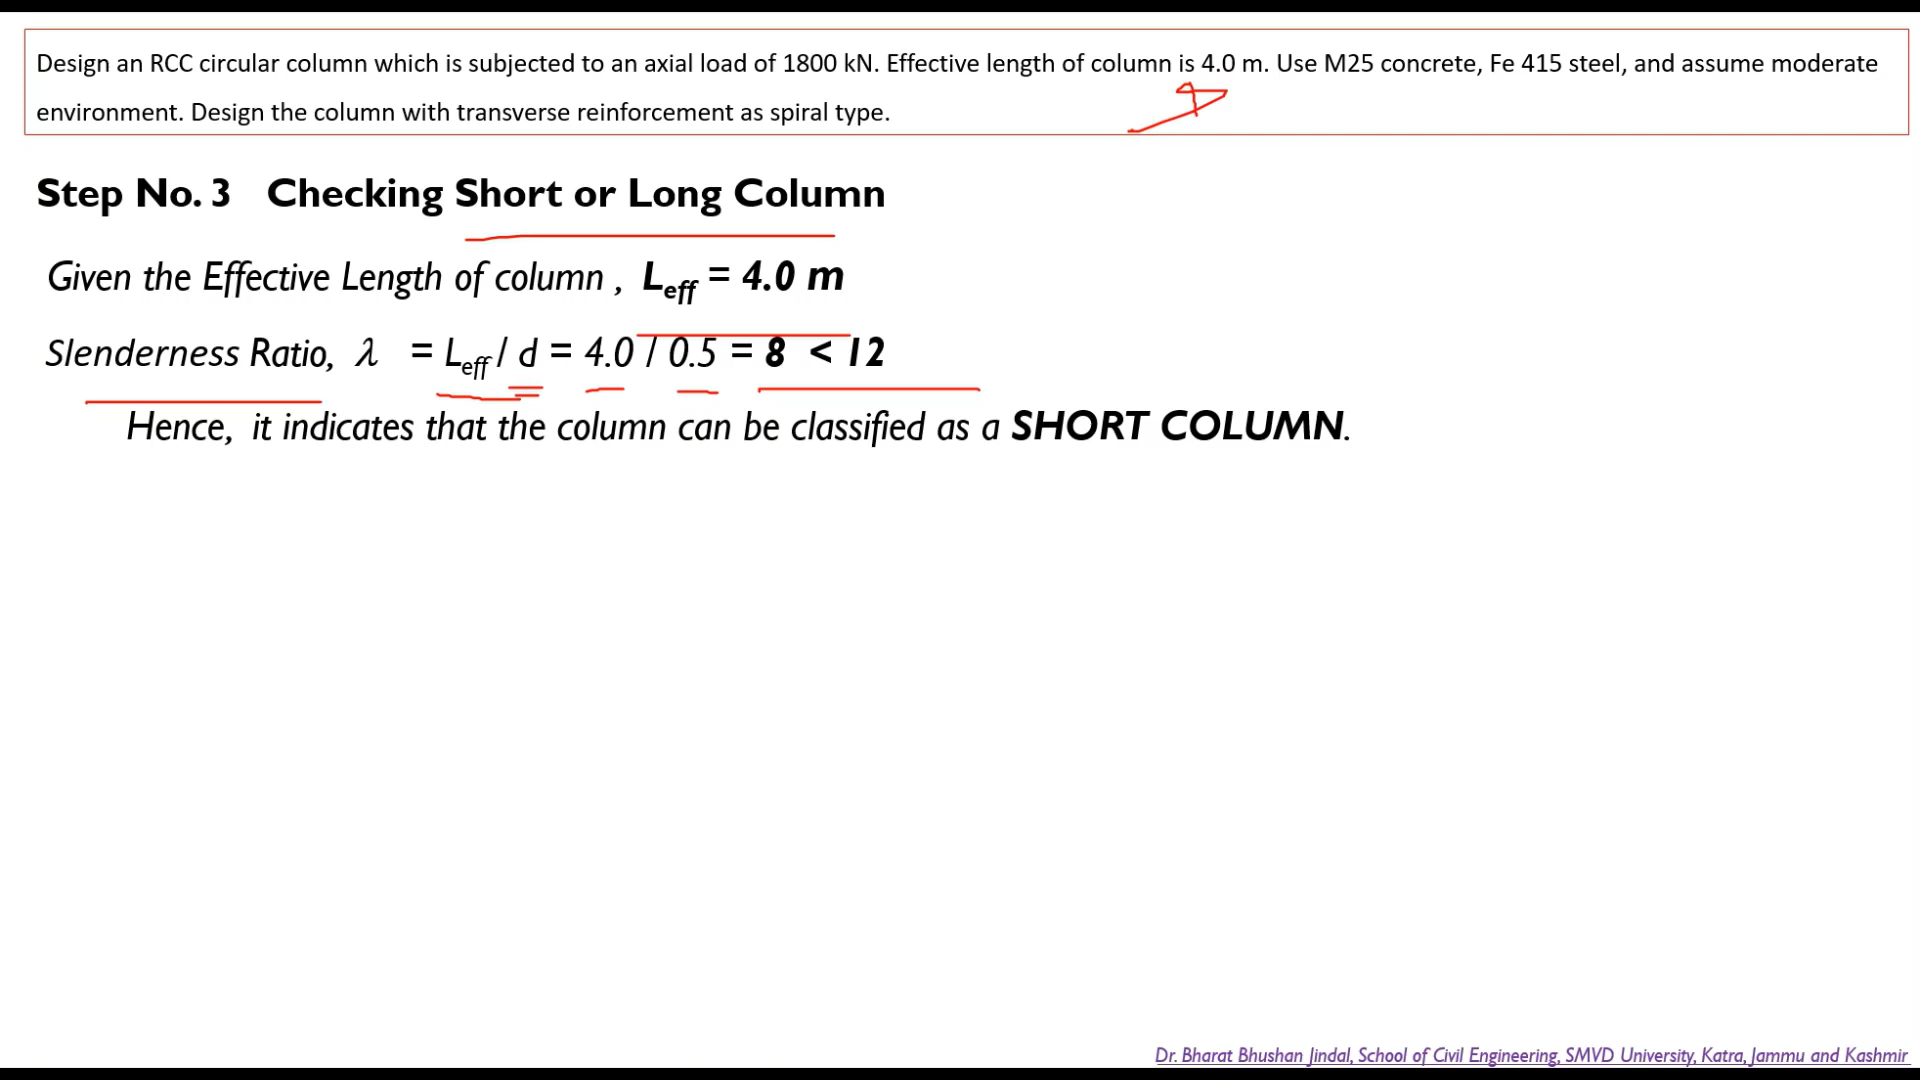 Design an RCC circular column which is subjected to an axial load of 1800 kN. Effective length of column is 4.0 m. Use M25 concrete, Fe 415 steel, and assume moderate
environment. Design the column with transverse reinforcement as spiral type.
Step No. 3 Checking Short or Long Column
Given the Effective Length of column , Leff = 4.0 m
Slenderness Ratio, λ = Leff / d = 4.0 / 0.5 = 8 < 12
Hence, it indicates that the column can be classified as a SHORT COLUMN.
Dr. Bharat Bhushan Jindal, School of Civil Engineering, SMVD University, Katra, Jammu and Kashmir